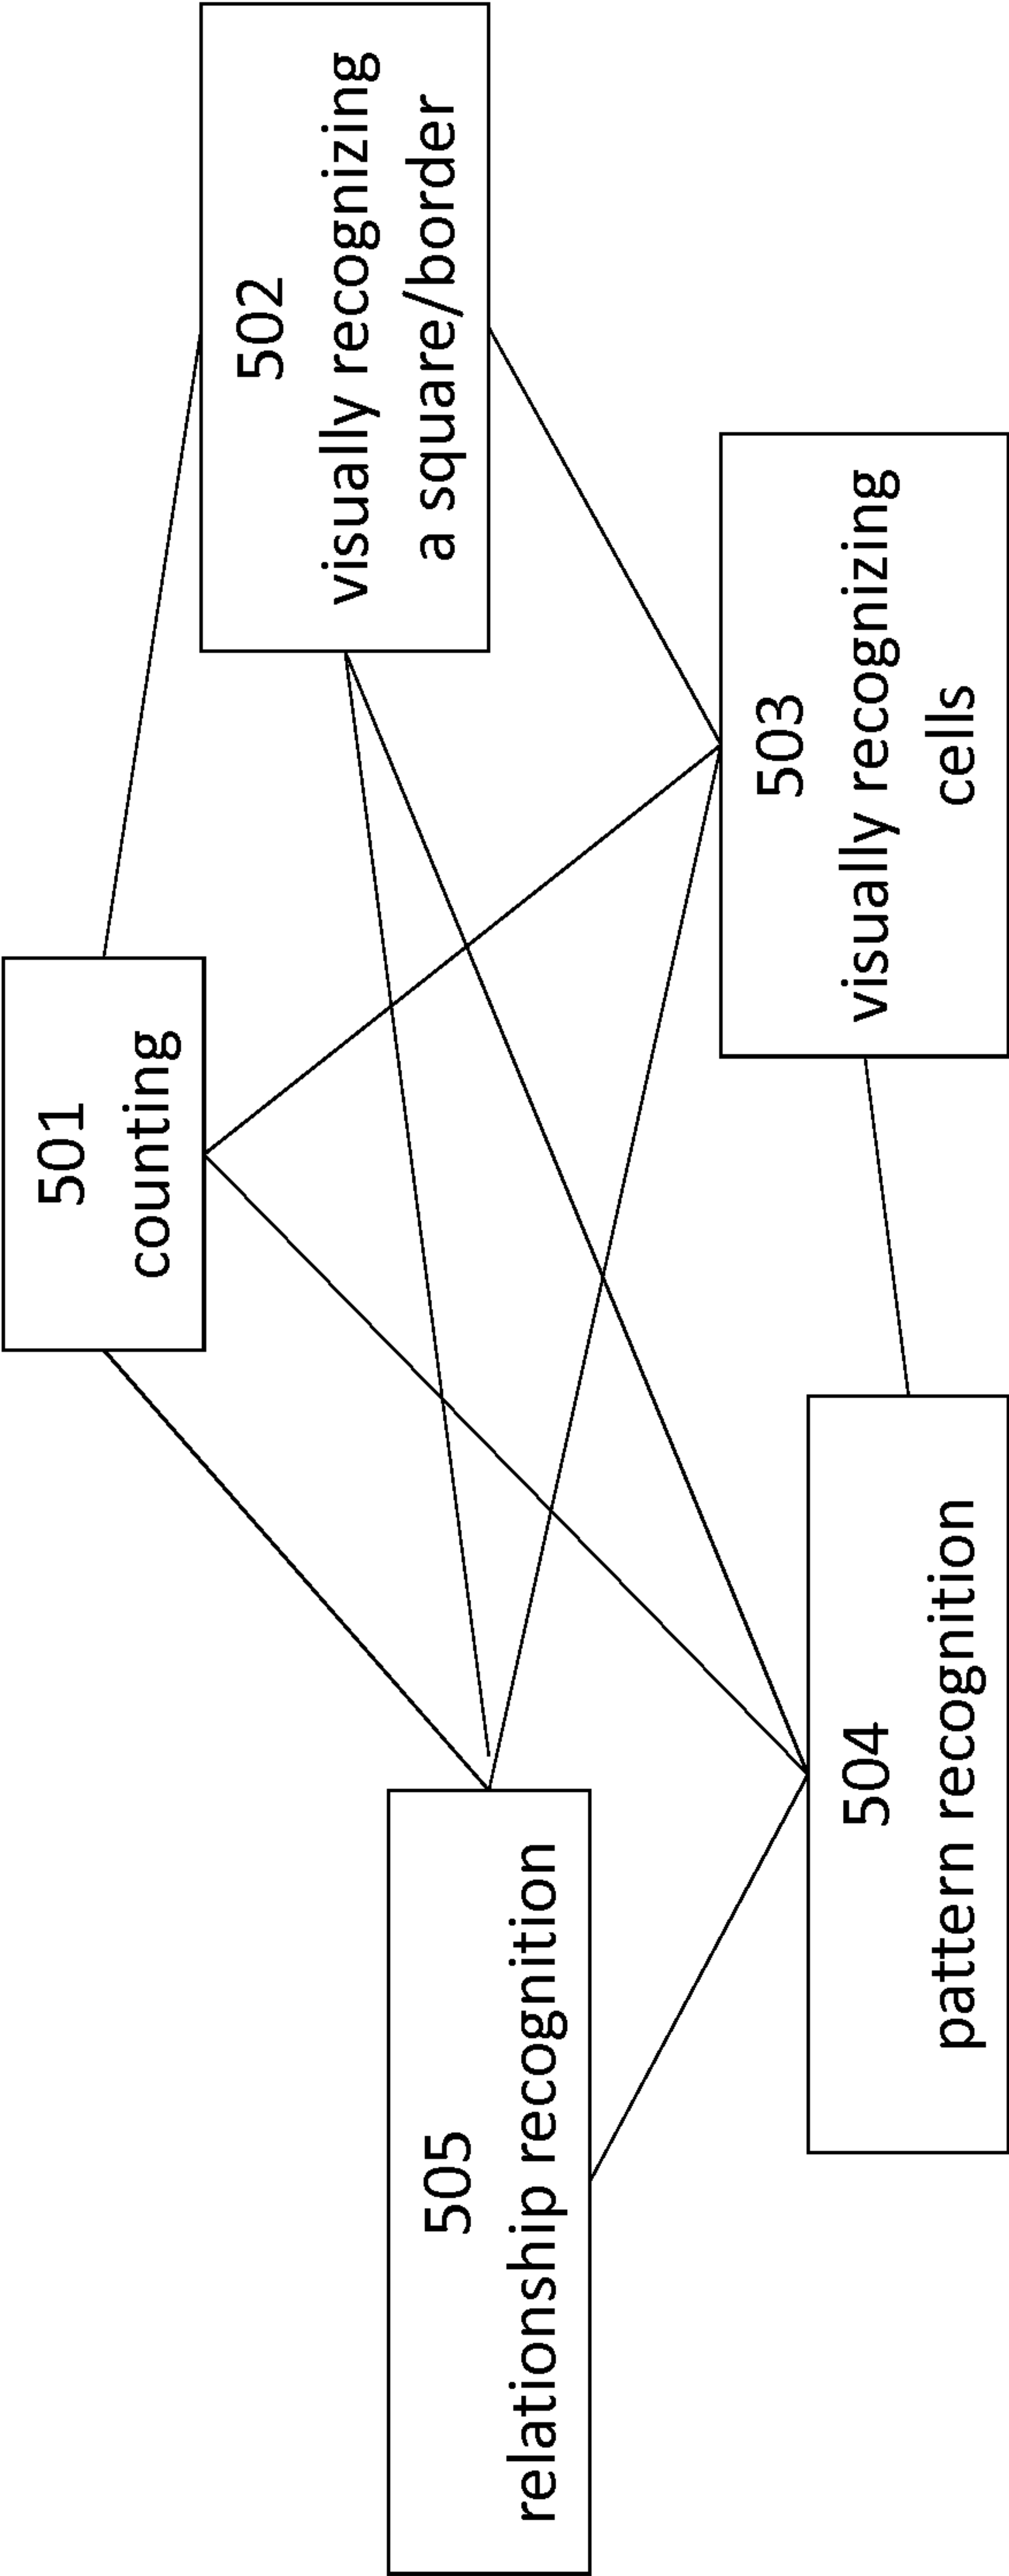 501
counting
502
visually recognizing
a square/border
503
visually recognizing
cells
504
pattern recognition
505
relationship recognition